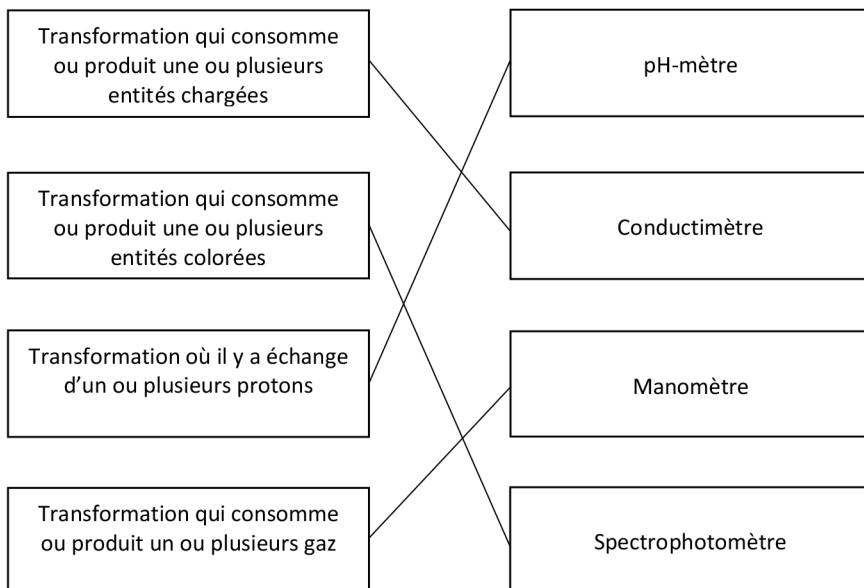 Transformation qui consomme
ou produit une ou plusieurs
entités chargées
pH-mètre
Transformation qui consomme
ou produit une ou plusieurs
entités colorées
Conductimètre
Transformation où il y a échange
d’un ou plusieurs protons
Manomètre
Transformation qui consomme
ou produit un ou plusieurs gaz
Spectrophotomètre